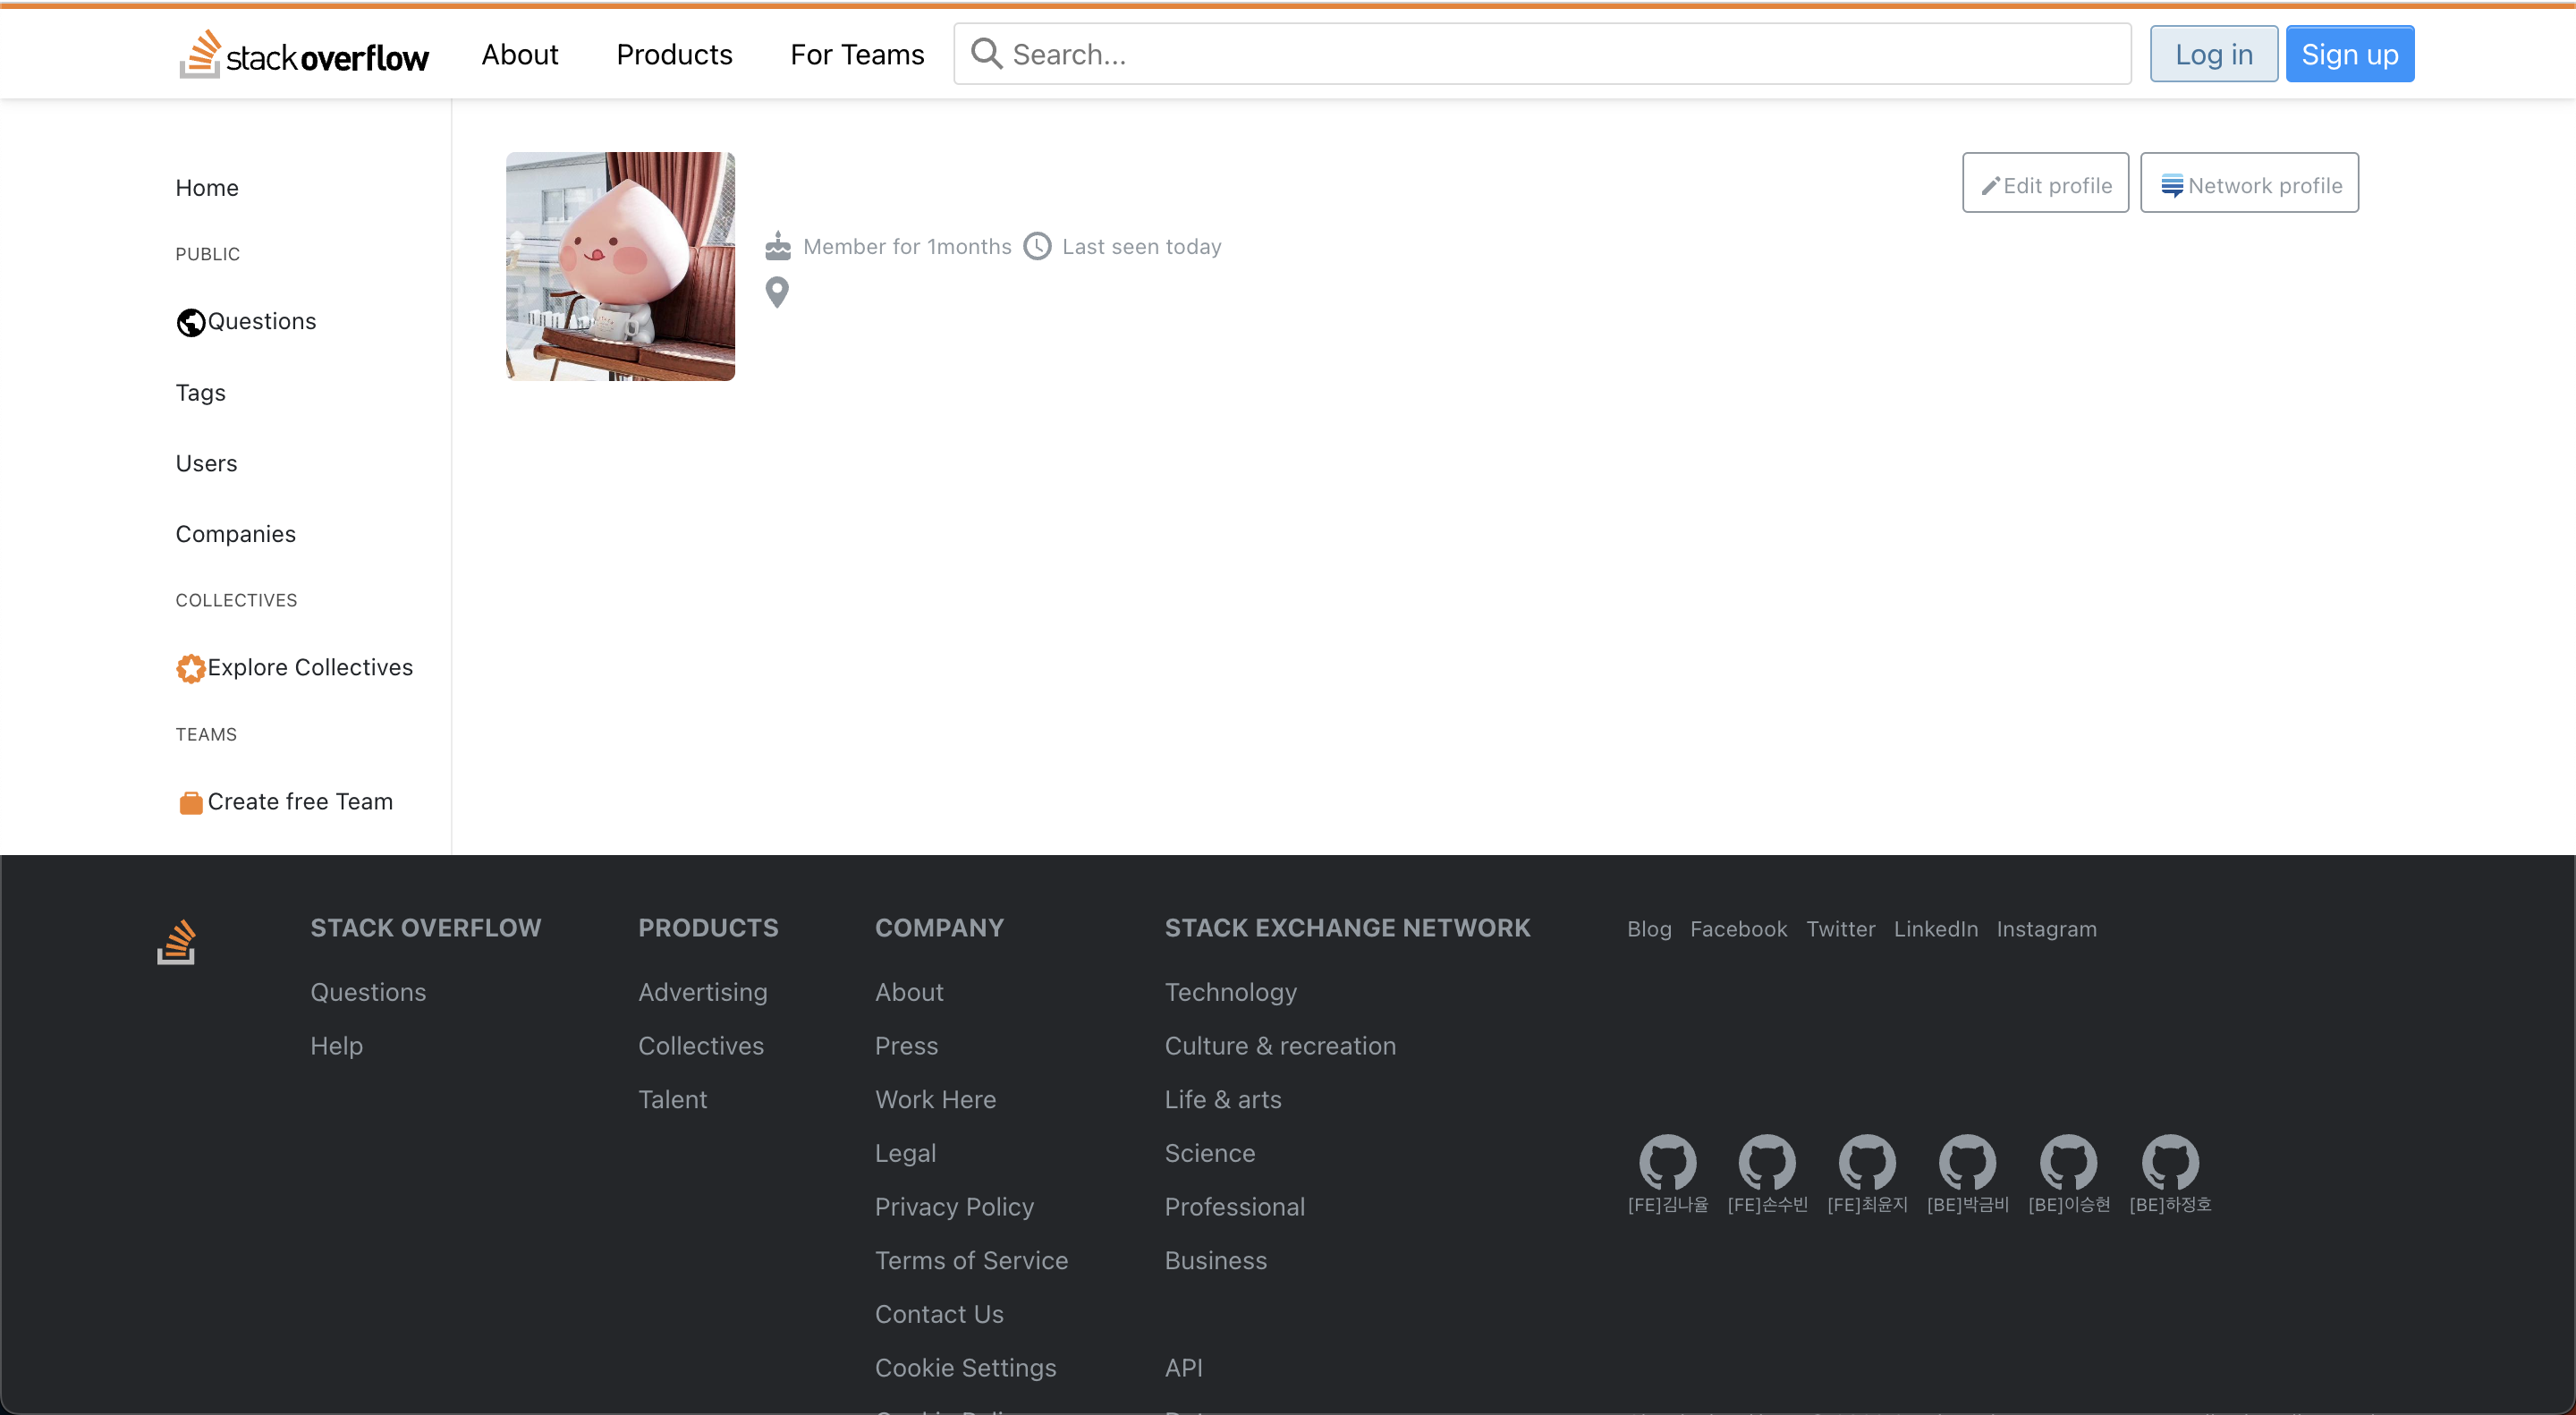 stack overflow
About Products For Teams Search... Log in Sign up
Home
PUBLIC
Questions
Tags
Users
Companies
COLLECTIVES
Explore Collectives
TEAMS
Create free Team
Edit profile Network profile
Member for 1months Last seen today
STACK OVERFLOW
Questions
Help
PRODUCTS
Advertising
Collectives
Talent
COMPANY
About
Press
Work Here
Legal
Privacy Policy
Terms of Service
Contact Us
Cookie Settings
STACK EXCHANGE NETWORK
Technology
Culture & recreation
Life & arts
Science
Professional
Business
API
Blog Facebook Twitter LinkedIn Instagram
[FE]김나율 [FE]손수빈 [FE]최윤지 [BE]박금비 [BE]이승현 [BE]하정호